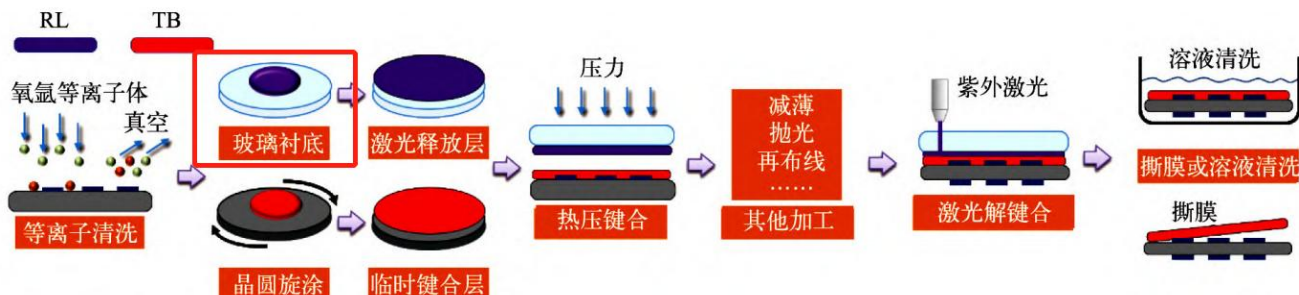 RL
TB
氧氩等离子体
真空
等离子清洗
玻璃衬底
激光释放层
晶圆旋涂
临时键合层
压力
热压键合
减薄
抛光
再布线
……
其他加工
紫外激光
激光解键合
溶液清洗
撕膜或溶液清洗
撕膜